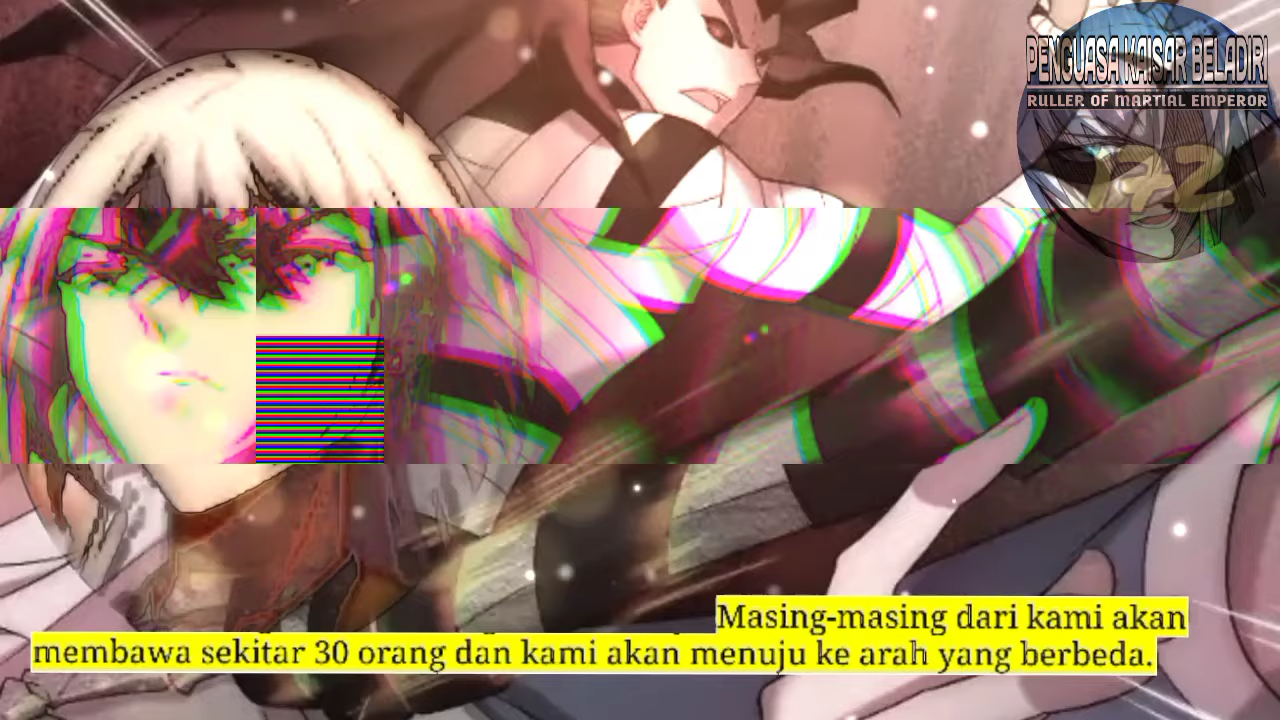 PENGUASA KAISAR BELADIRI
RULLER OF MARTIAL EMPEROR
172
Masing-masing dari kami akan
membawa sekitar 30 orang dan kami akan menuju ke arah yang berbeda.